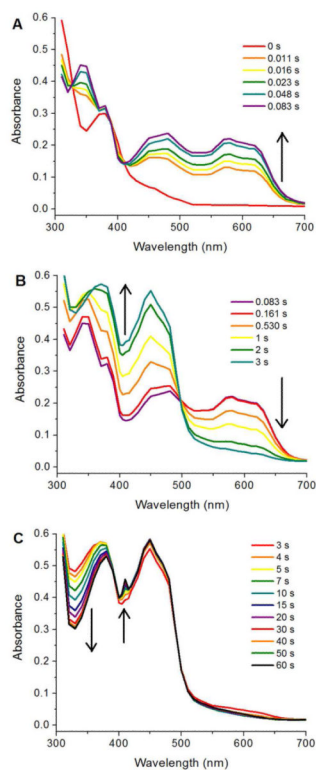 A
0.6
0.5
0.4
0.3
0.2
0.1
0.0
Absorbance
0 s
0.011 s
0.016 s
0.023 s
0.048 s
0.083 s
300
400
500
600
700
Wavelength (nm)
B
0.6
0.5
0.4
0.3
0.2
0.1
0.0
Absorbance
0.083 s
0.161 s
0.530 s
1 s
2 s
3 s
300
400
500
600
700
Wavelength (nm)
C
0.6
0.5
0.4
0.3
0.2
0.1
0.0
Absorbance
3 s
4 s
5 s
7 s
10 s
15 s
20 s
30 s
40 s
50 s
60 s
300
400
500
600
700
Wavelength (nm)